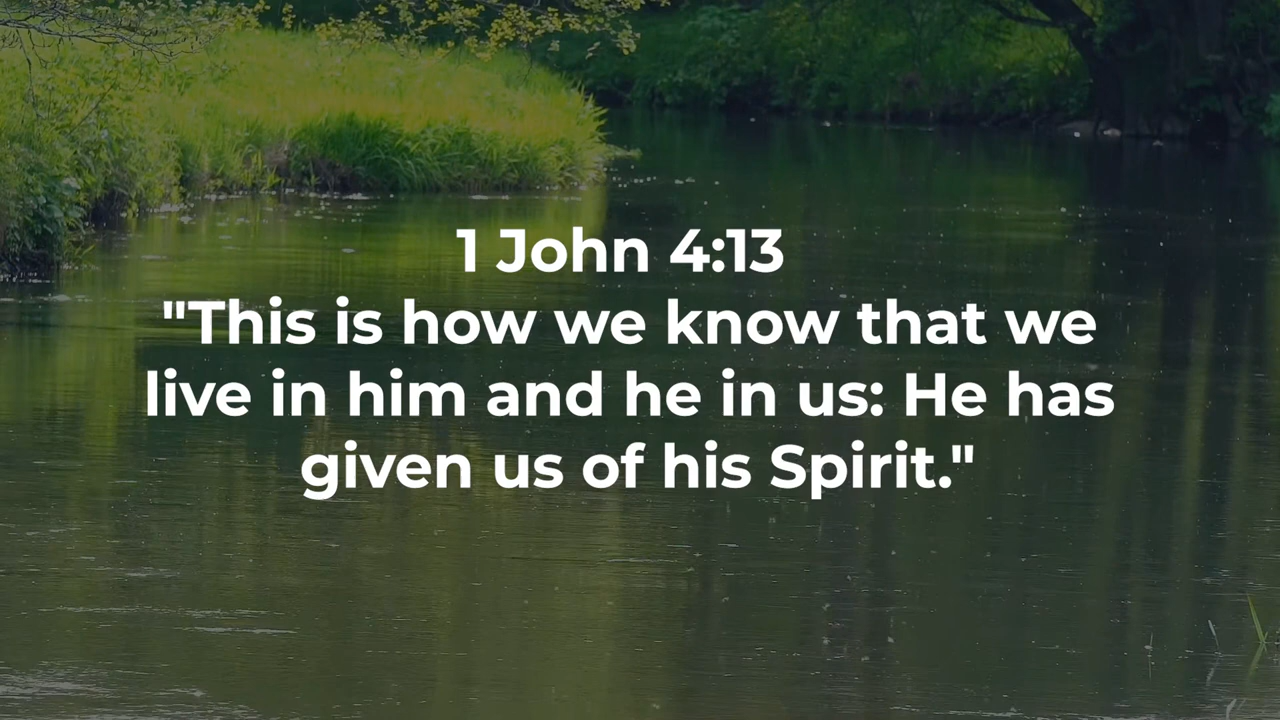 1 John 4:13
"This is how we know that we
live in him and he in us: He has
given us of his Spirit."